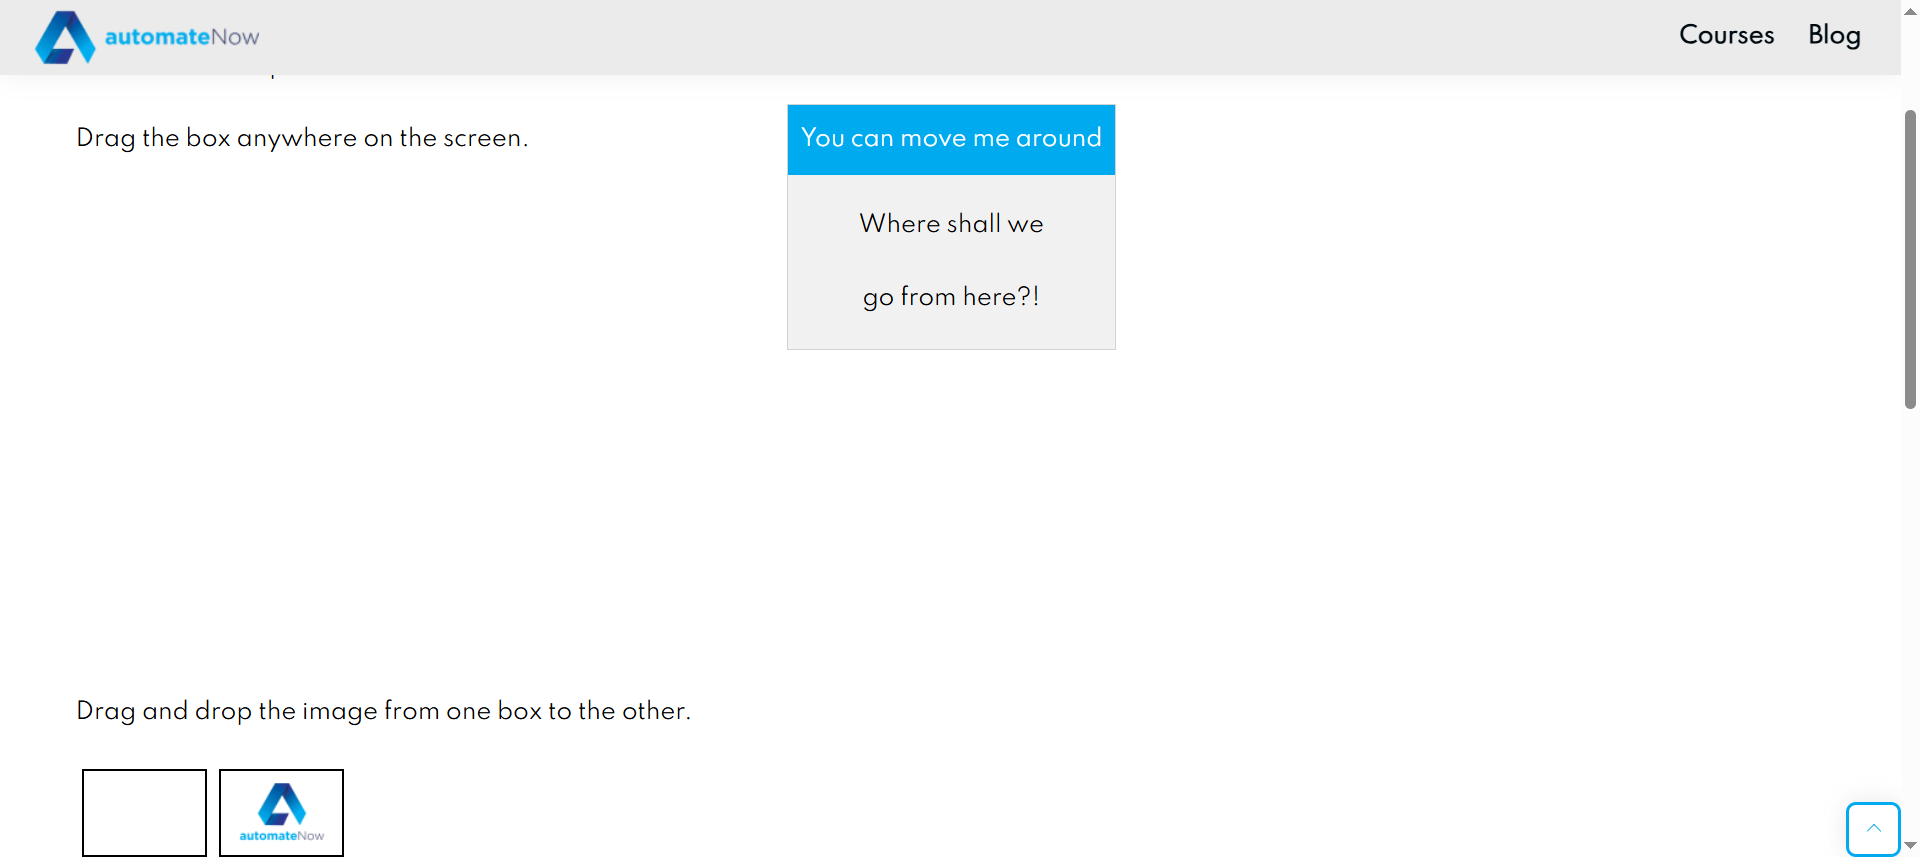 automateNow
Courses
Blog
Drag the box anywhere on the screen.
You can move me around
Where shall we
go from here?!
Drag and drop the image from one box to the other.
automateNow